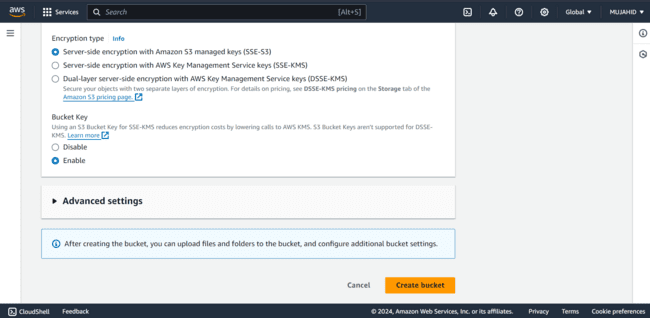 aws
Services
Search
[Alt+S]
Global
MUJAHID
Encryption type Info
Server-side encryption with Amazon S3 managed keys (SSE-S3)
Server-side encryption with AWS Key Management Service keys (SSE-KMS)
Dual-layer server-side encryption with AWS Key Management Service keys (DSSE-KMS)
Secure your objects with two separate layers of encryption. For details on pricing, see DSSE-KMS pricing on the Storage tab of the
Amazon S3 pricing page.
Bucket Key
Using an S3 Bucket Key for SSE-KMS reduces encryption costs by lowering calls to AWS KMS. S3 Bucket Keys aren't supported for DSSE-
KMS. Learn more
Disable
Enable
Advanced settings
After creating the bucket, you can upload files and folders to the bucket, and configure additional bucket settings.
Cancel
Create bucket
CloudShell
Feedback
© 2024, Amazon Web Services, Inc. or its affiliates.
Privacy
Terms
Cookie preferences